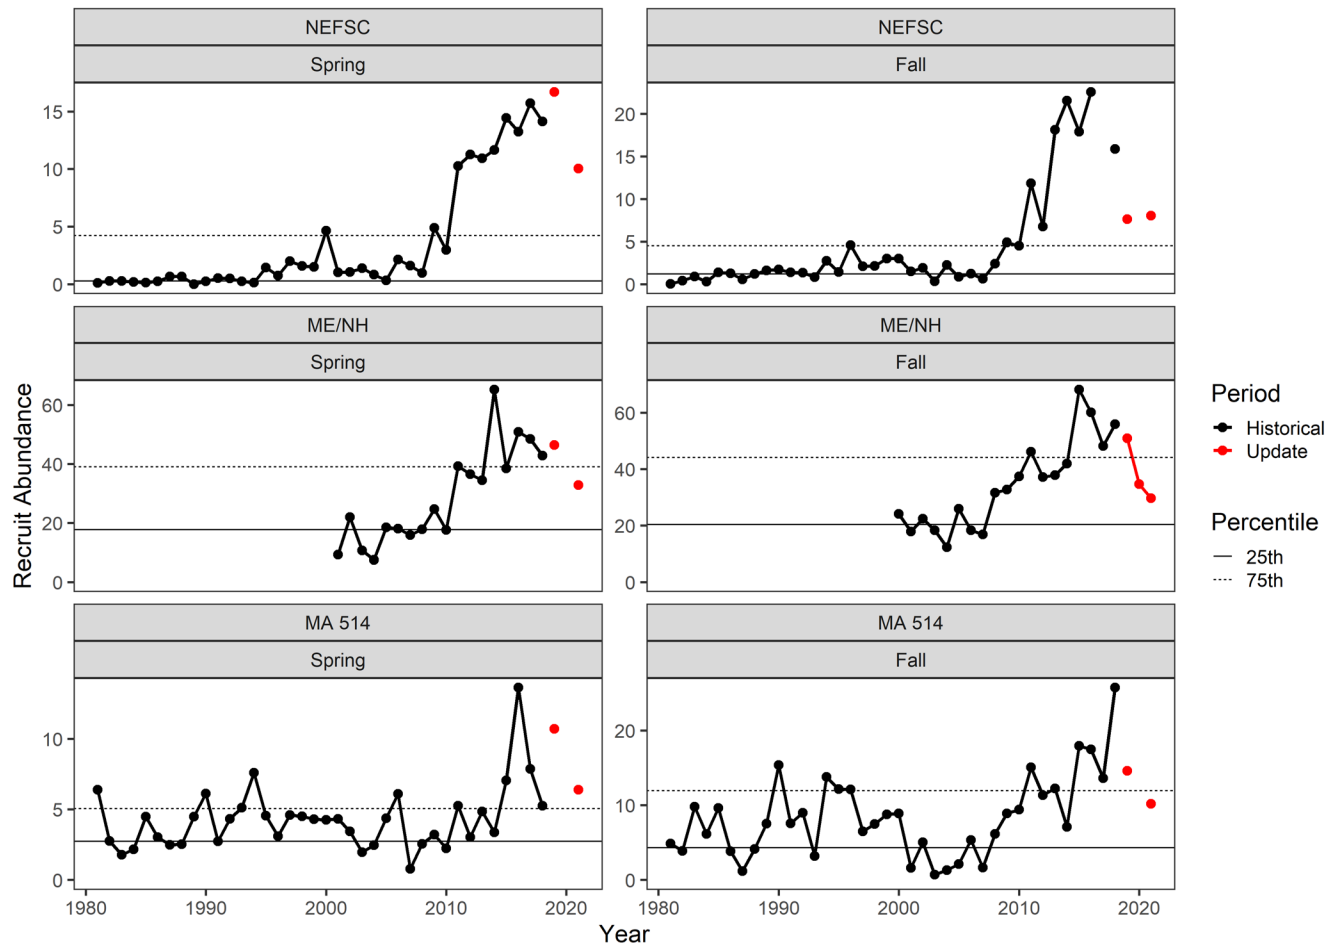 NEFSC
Spring
15
10
5
0
NEFSC
Fall
20
15
10
5
0
ME/NH
Spring
60
40
20
0
ME/NH
Fall
60
40
20
0
MA 514
Spring
10
5
0
1980 1990 2000 2010 2020
MA 514
Fall
20
10
0
1980 1990 2000 2010 2020
Recruit Abundance
Year
Period
Historical
Update
Percentile
25th
75th